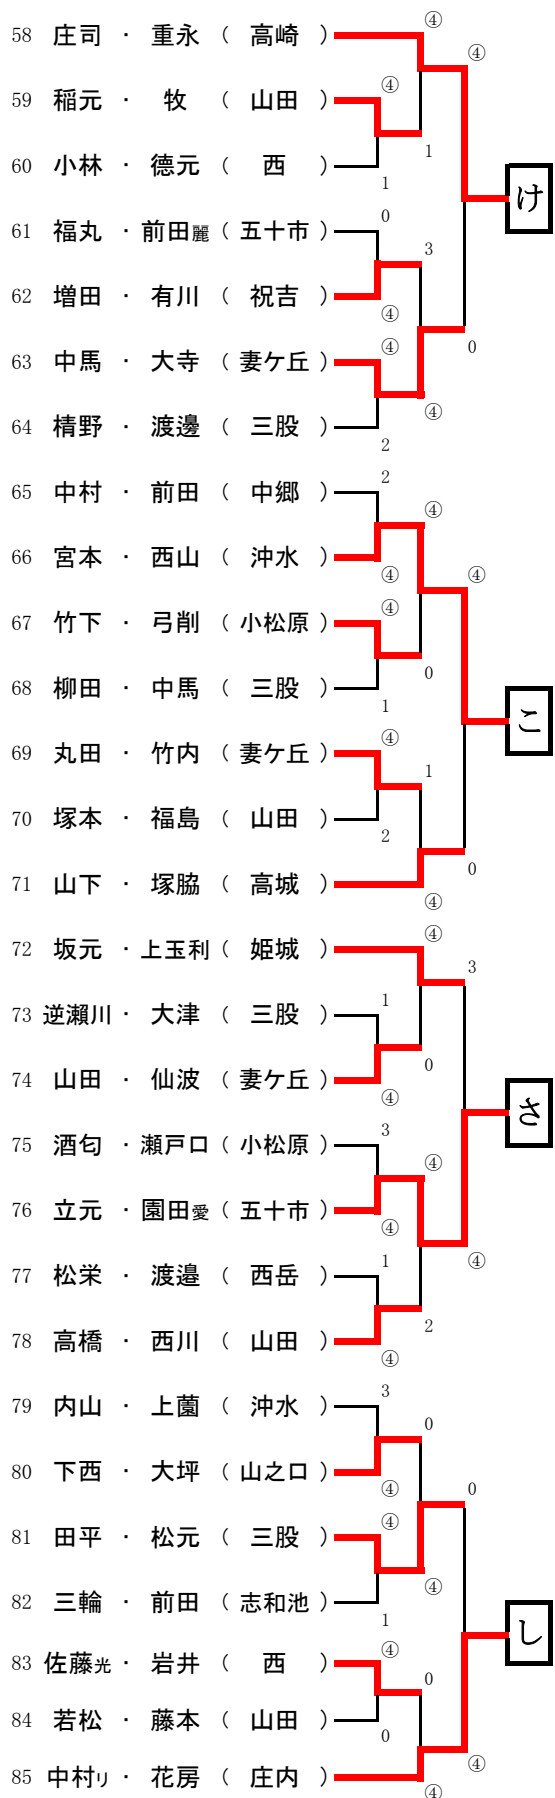 58 庄司 ・ 重永 ( 高崎 )
④
④
59 稲元 ・ 牧 ( 山田 )
④
1
60 小林 ・ 德元 ( 西 )
1
け
61 福丸 ・ 前田麗 ( 五十市 )
0
3
62 増田 ・ 有川 ( 祝吉 )
④
0
63 中馬 ・ 大寺 ( 妻ケ丘 )
④
④
64 棈野 ・ 渡邊 ( 三股 )
2
65 中村 ・ 前田 ( 中郷 )
2
④
66 宮本 ・ 西山 ( 沖水 )
④
④
67 竹下 ・ 弓削 ( 小松原 )
④
0
68 柳田 ・ 中馬 ( 三股 )
1
こ
69 丸田 ・ 竹内 ( 妻ケ丘 )
④
1
70 塚本 ・ 福島 ( 山田 )
2
0
71 山下 ・ 塚脇 ( 高城 )
④
72 坂元 ・ 上玉利 ( 姫城 )
④
3
73 逆瀬川 ・ 大津 ( 三股 )
1
0
74 山田 ・ 仙波 ( 妻ケ丘 )
④
さ
75 酒匂 ・ 瀬戸口 ( 小松原 )
3
④
76 立元 ・ 園田愛 ( 五十市 )
④
④
77 松栄 ・ 渡邉 ( 西岳 )
1
2
78 高橋 ・ 西川 ( 山田 )
④
79 内山 ・ 上薗 ( 沖水 )
3
0
80 下西 ・ 大坪 ( 山之口 )
④
0
81 田平 ・ 松元 ( 三股 )
④
④
82 三輪 ・ 前田 ( 志和池 )
1
し
83 佐藤光 ・ 岩井 ( 西 )
④
0
84 若松 ・ 藤本 ( 山田 )
0
④
85 中村リ ・ 花房 ( 庄内 )
④